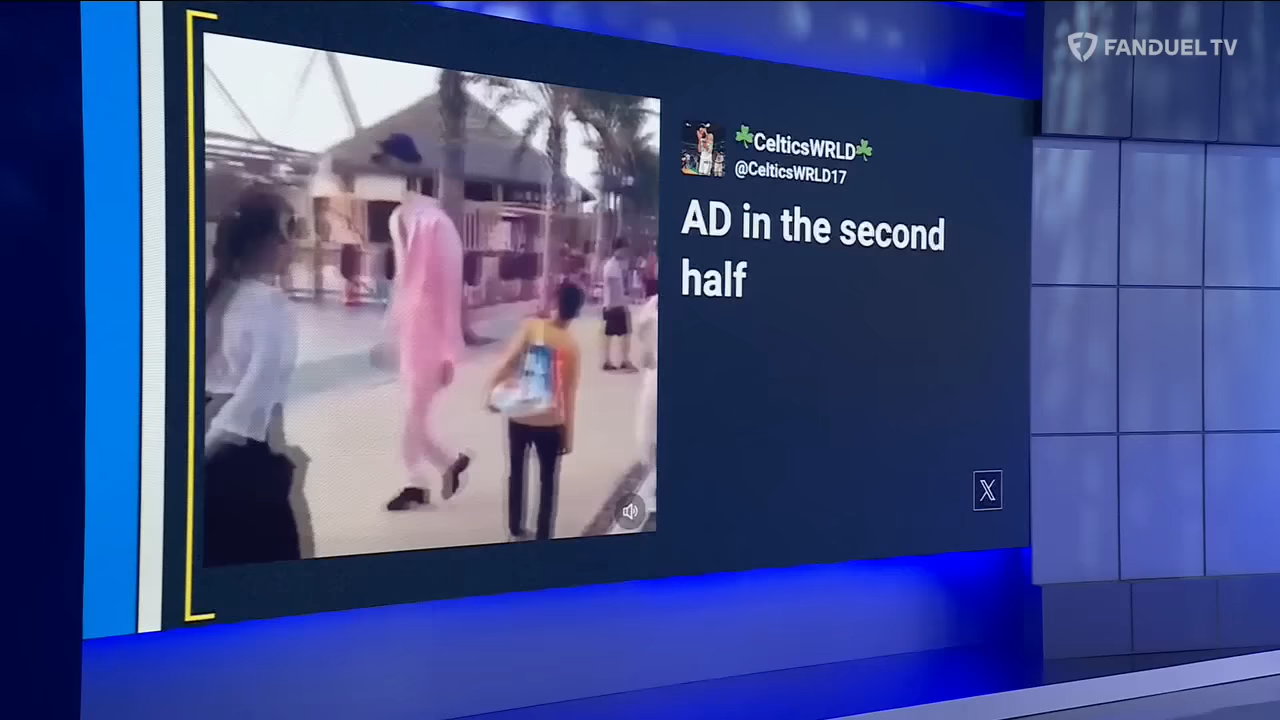 FANDUEL TV
☘CelticsWRLD☘
@CelticsWRLD17
AD in the second
half
X